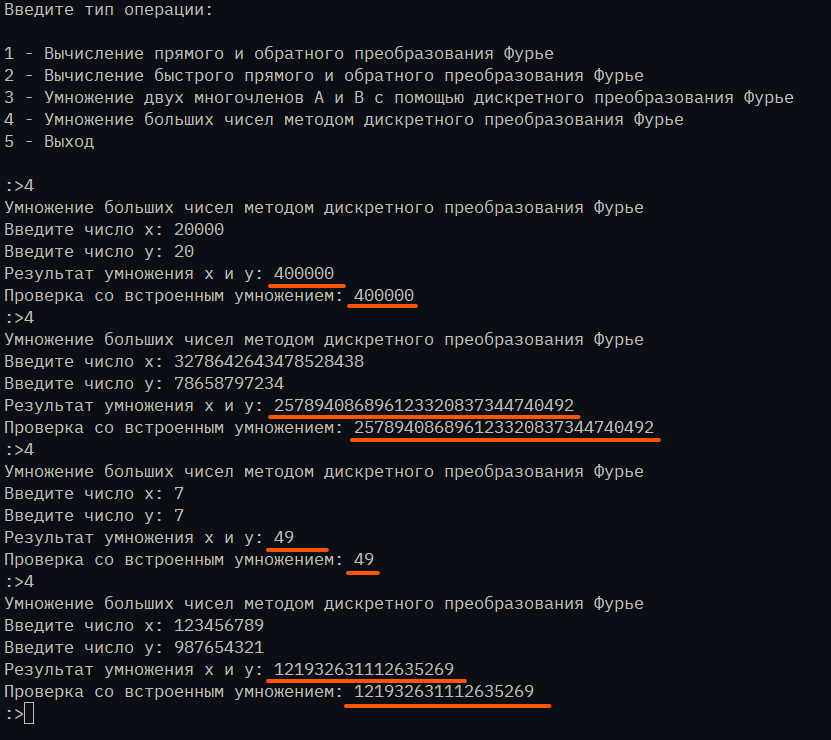 Введите тип операции:
1 - Вычисление прямого и обратного преобразования Фурье
2 - Вычисление быстрого прямого и обратного преобразования Фурье
3 - Умножение двух многочленов A и B с помощью дискретного преобразования Фурье
4 - Умножение больших чисел методом дискретного преобразования Фурье
5 - Выход
:>4
Умножение больших чисел методом дискретного преобразования Фурье
Введите число x: 20000
Введите число y: 20
Результат умножения x и y: 400000
Проверка со встроенным умножением: 400000
:>4
Умножение больших чисел методом дискретного преобразования Фурье
Введите число x: 3278642643478528438
Введите число y: 78658797234
Результат умножения x и y: 257894086896123320837344740492
Проверка со встроенным умножением: 257894086896123320837344740492
:>4
Умножение больших чисел методом дискретного преобразования Фурье
Введите число x: 7
Введите число y: 7
Результат умножения x и y: 49
Проверка со встроенным умножением: 49
:>4
Умножение больших чисел методом дискретного преобразования Фурье
Введите число x: 123456789
Введите число y: 987654321
Результат умножения x и y: 121932631112635269
Проверка со встроенным умножением: 121932631112635269
:>